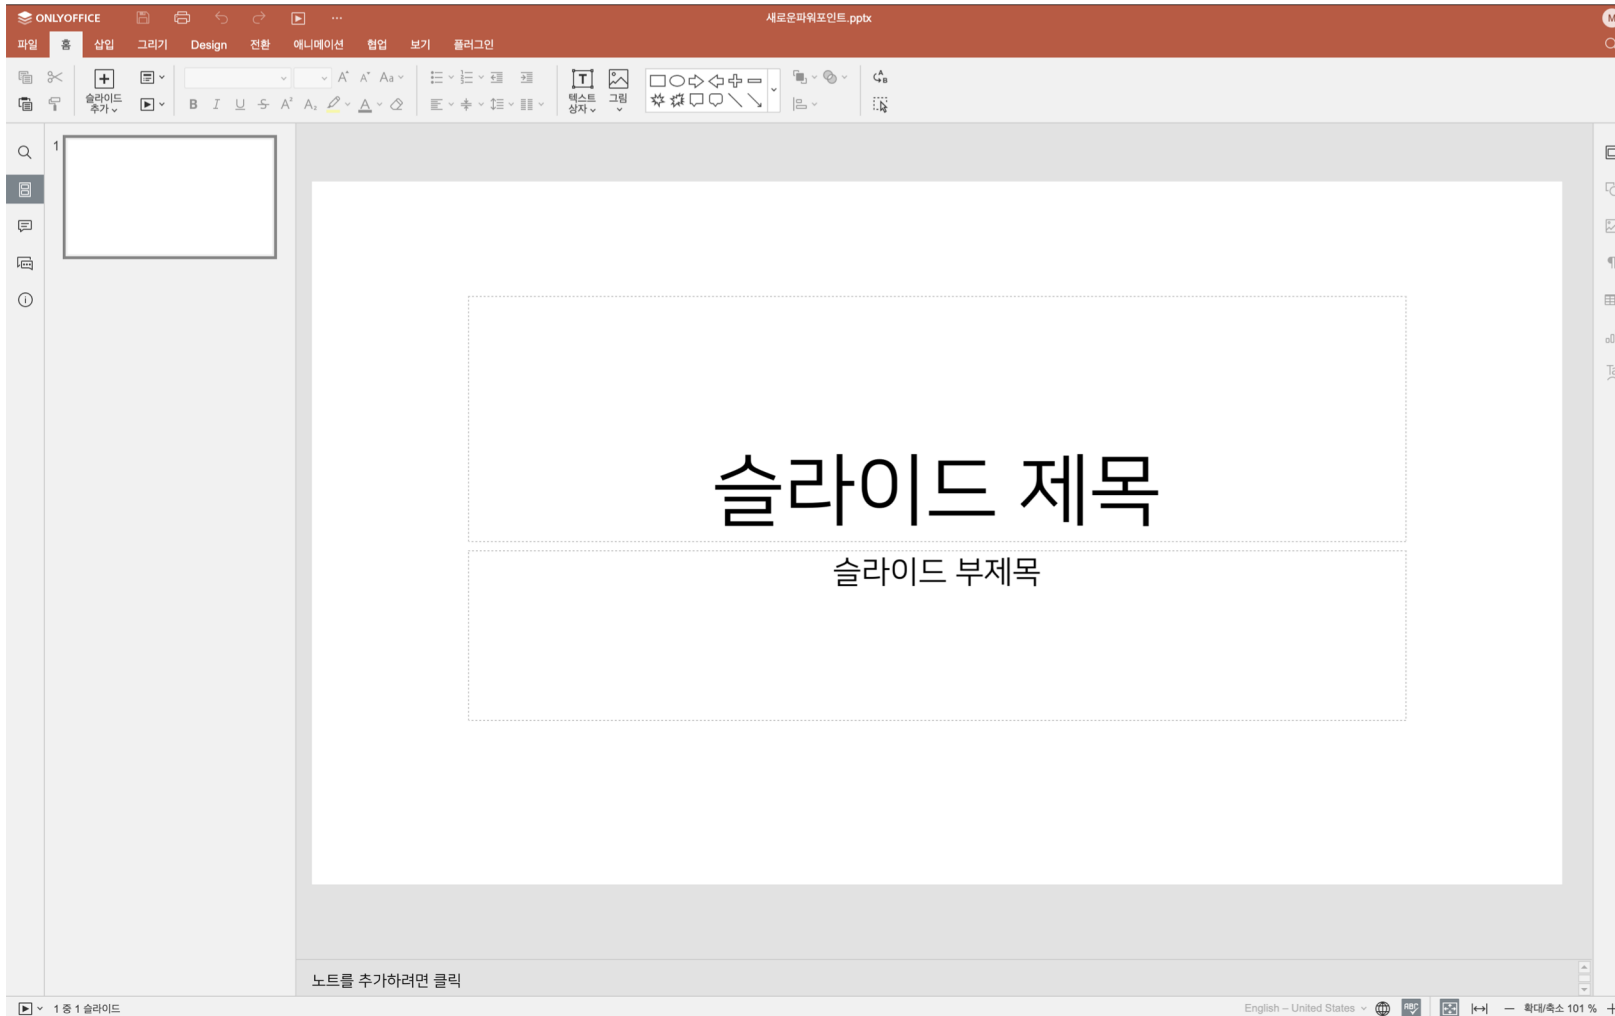 ONLYOFFICE
새로운파워포인트.pptx
파일 홈 삽입 그리기 Design 전환 애니메이션 협업 보기 플러그인
슬라이드
추가
텍스트
상자
그림
1
슬라이드 제목
슬라이드 부제목
노트를 추가하려면 클릭
1 중 1 슬라이드
English – United States
확대/축소 101 %